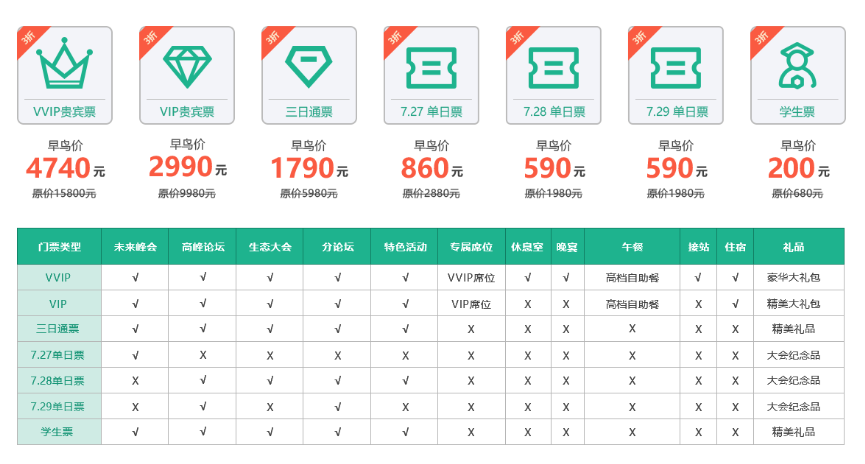 3折 3折 3折 3折 3折 3折 3折
VVIP贵宾票 VIP贵宾票 三日通票 7.27 单日票 7.28 单日票 7.29 单日票 学生票
早鸟价 早鸟价 早鸟价 早鸟价 早鸟价 早鸟价 早鸟价
4740元 2990元 1790元 860元 590元 590元 200元
原价15800元 原价9980元 原价5980元 原价2880元 原价1980元 原价1980元 原价680元
门票类型 未来峰会 高峰论坛 生态大会 分论坛 特色活动 专属席位 休息室 晚宴 午餐 接站 住宿 礼品
VVIP √ √ √ √ √ VVIP席位 √ √ 高档自助餐 √ √ 豪华大礼包
VIP √ √ √ √ √ VIP席位 X X 高档自助餐 X √ 精美大礼包
三日通票 √ √ √ √ √ X X X X X X 精美礼品
7.27单日票 √ X X X X X X X X X X 大会纪念品
7.28单日票 X √ √ √ √ X X X X X X 大会纪念品
7.29单日票 X √ X √ X X X X X X X 大会纪念品
学生票 √ √ √ √ √ X X X X X X 精美礼品